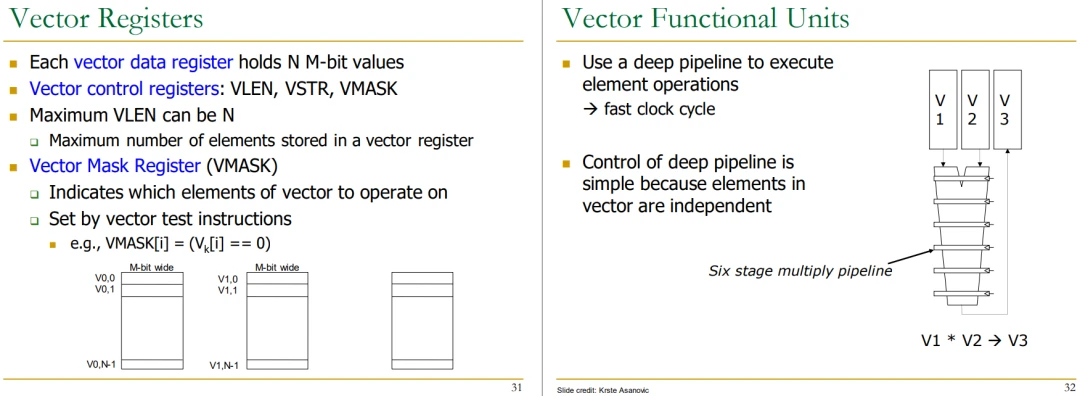 Vector Registers
■ Each vector data register holds N M-bit values
■ Vector control registers: VLEN, VSTR, VMASK
■ Maximum VLEN can be N
❑ Maximum number of elements stored in a vector register
■ Vector Mask Register (VMASK)
❑ Indicates which elements of vector to operate on
❑ Set by vector test instructions
■ e.g., VMASK[i] = (Vk[i] == 0)
M-bit wide
M-bit wide
V0,0
V0,1
V1,0
V1,1
V0,N-1
V1,N-1
31
Vector Functional Units
■ Use a deep pipeline to execute
element operations
→ fast clock cycle
■ Control of deep pipeline is
simple because elements in
vector are independent
V
1
V
2
V
3
Six stage multiply pipeline
V1 * V2 → V3
Slide credit: Krste Asanovic
32